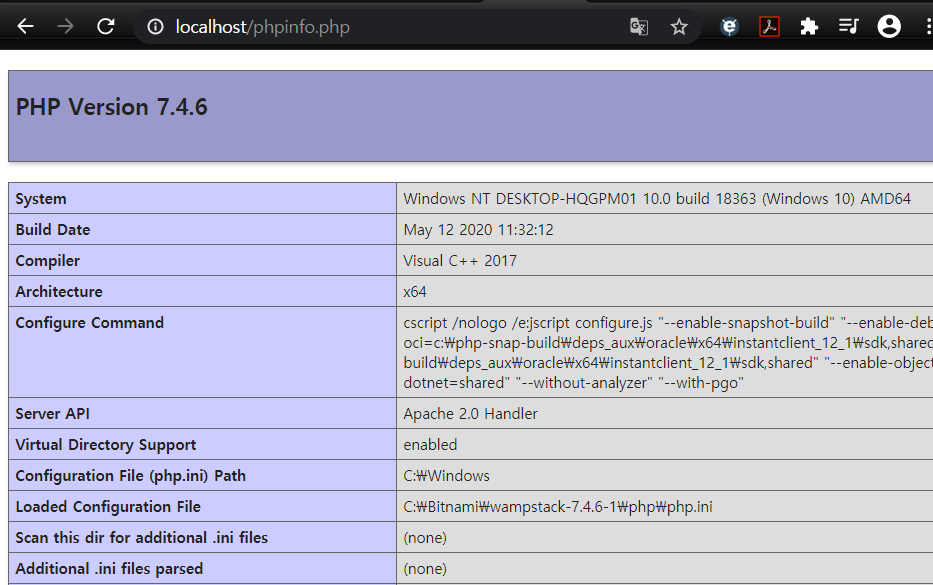 localhost/phpinfo.php
PHP Version 7.4.6
System Windows NT DESKTOP-HQGPM01 10.0 build 18363 (Windows 10) AMD64
Build Date May 12 2020 11:32:12
Compiler Visual C++ 2017
Architecture x64
Configure Command cscript /nologo /e:jscript configure.js "--enable-snapshot-build" "--enable-deb
oci=c:₩php-snap-build₩deps_aux₩oracle₩x64₩instantclient_12_1₩sdk,shared
build₩deps_aux₩oracle₩x64₩instantclient_12_1₩sdk,shared" "--enable-object
dotnet=shared" "--without-analyzer" "--with-pgo"
Server API Apache 2.0 Handler
Virtual Directory Support enabled
Configuration File (php.ini) Path C:₩Windows
Loaded Configuration File C:₩Bitnami₩wampstack-7.4.6-1₩php₩php.ini
Scan this dir for additional .ini files (none)
Additional .ini files parsed (none)